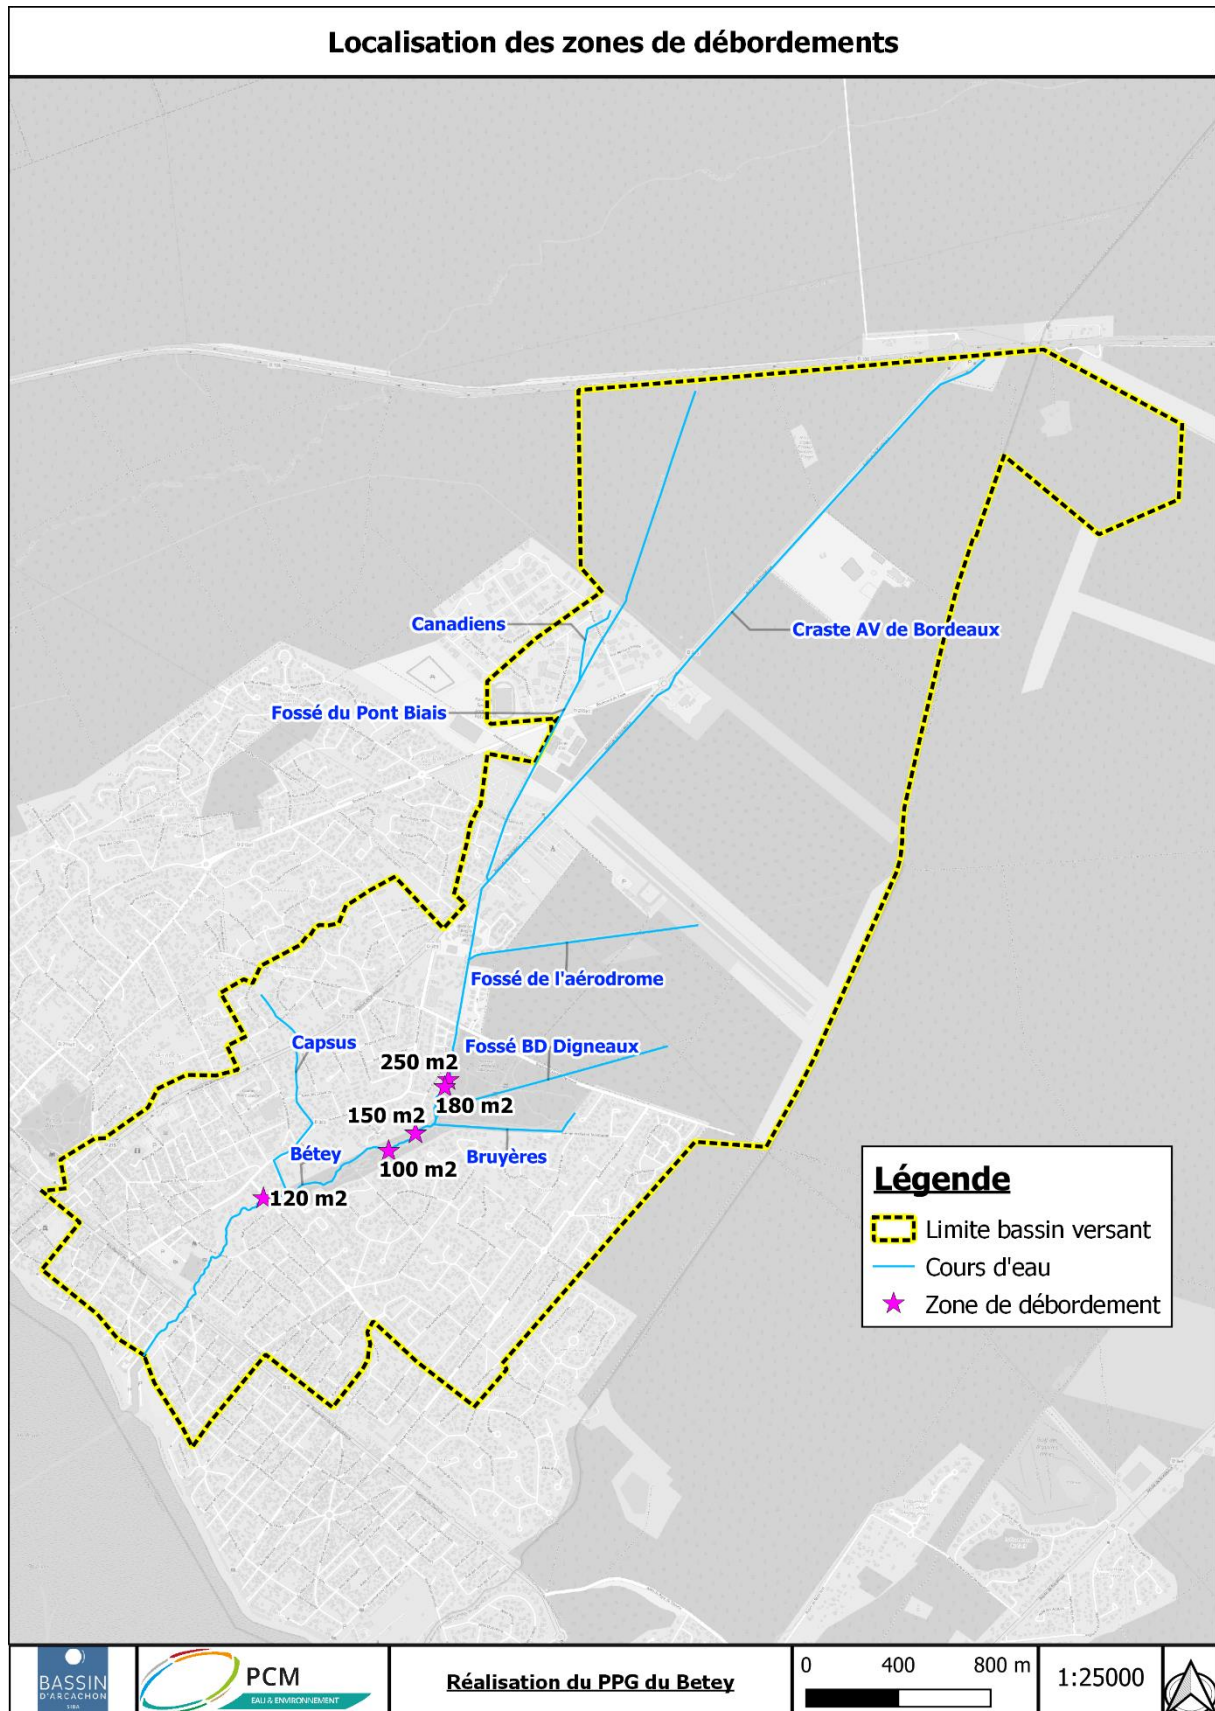 Localisation des zones de débordements
Canadiens
Craste AV de Bordeaux
Fossé du Pont Biais
Fossé de l'aérodrome
Capsus
Fossé BD Digneaux
250 m2
180 m2
150 m2
Bétey
100 m2
Bruyères
120 m2
Légende
Limite bassin versant
Cours d'eau
Zone de débordement
BASSIN
D'ARCACHON
SIBA
PCM
EAU & ENVIRONNEMENT
Réalisation du PPG du Betey
0 400 800 m
1:25000